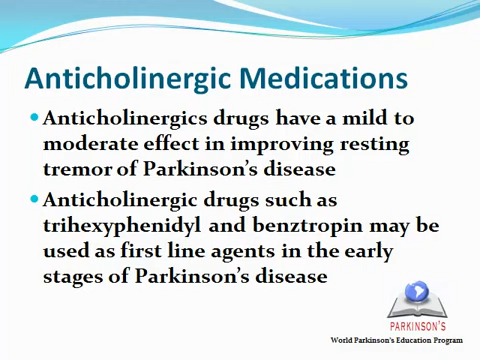 Anticholinergic Medications
Anticholinergics drugs have a mild to
moderate effect in improving resting
tremor of Parkinson's disease
Anticholinergic drugs such as
trihexyphenidyl and benztropin may be
used as first line agents in the early
stages of Parkinson's disease
PARKINSON'S
World Parkinson's Education Program